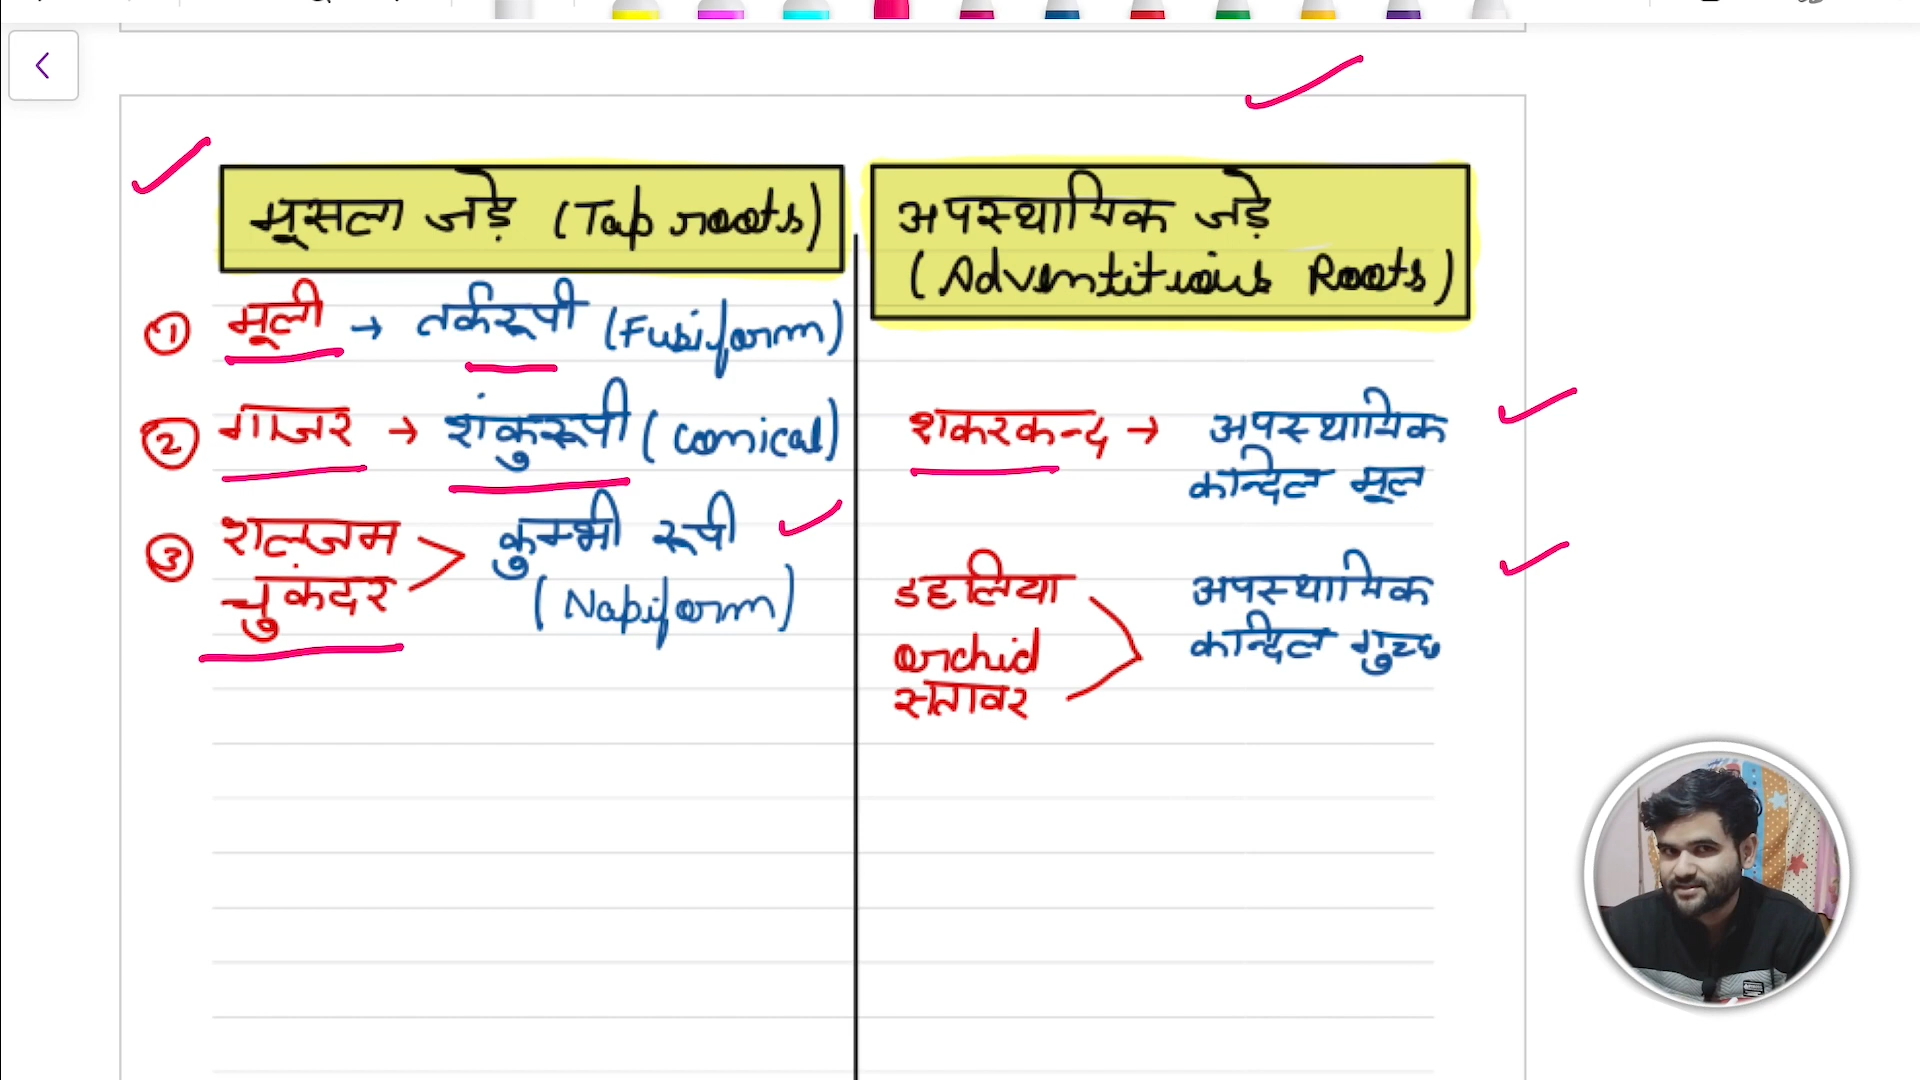 मूसला जड़े (Tap roots)
① मूली → तर्करूपी (Fusiform)
② गाजर → शंकुरूपी (Conical)
③ शलजम
चुकंदर
कुम्भी रूपी
(Napiform)
अपस्थानिक जड़े
(Adventitious Roots)
शकरकन्द → अपस्थानिक
कन्दिल मूल
डहलिया
orchid
सतावर
अपस्थानिक
कन्दिल गुच्छ